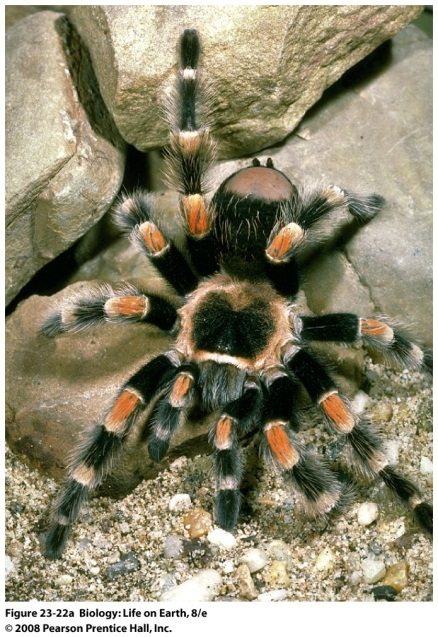 Figure 23-22a Biology: Life on Earth, 8/e
© 2008 Pearson Prentice Hall, Inc.